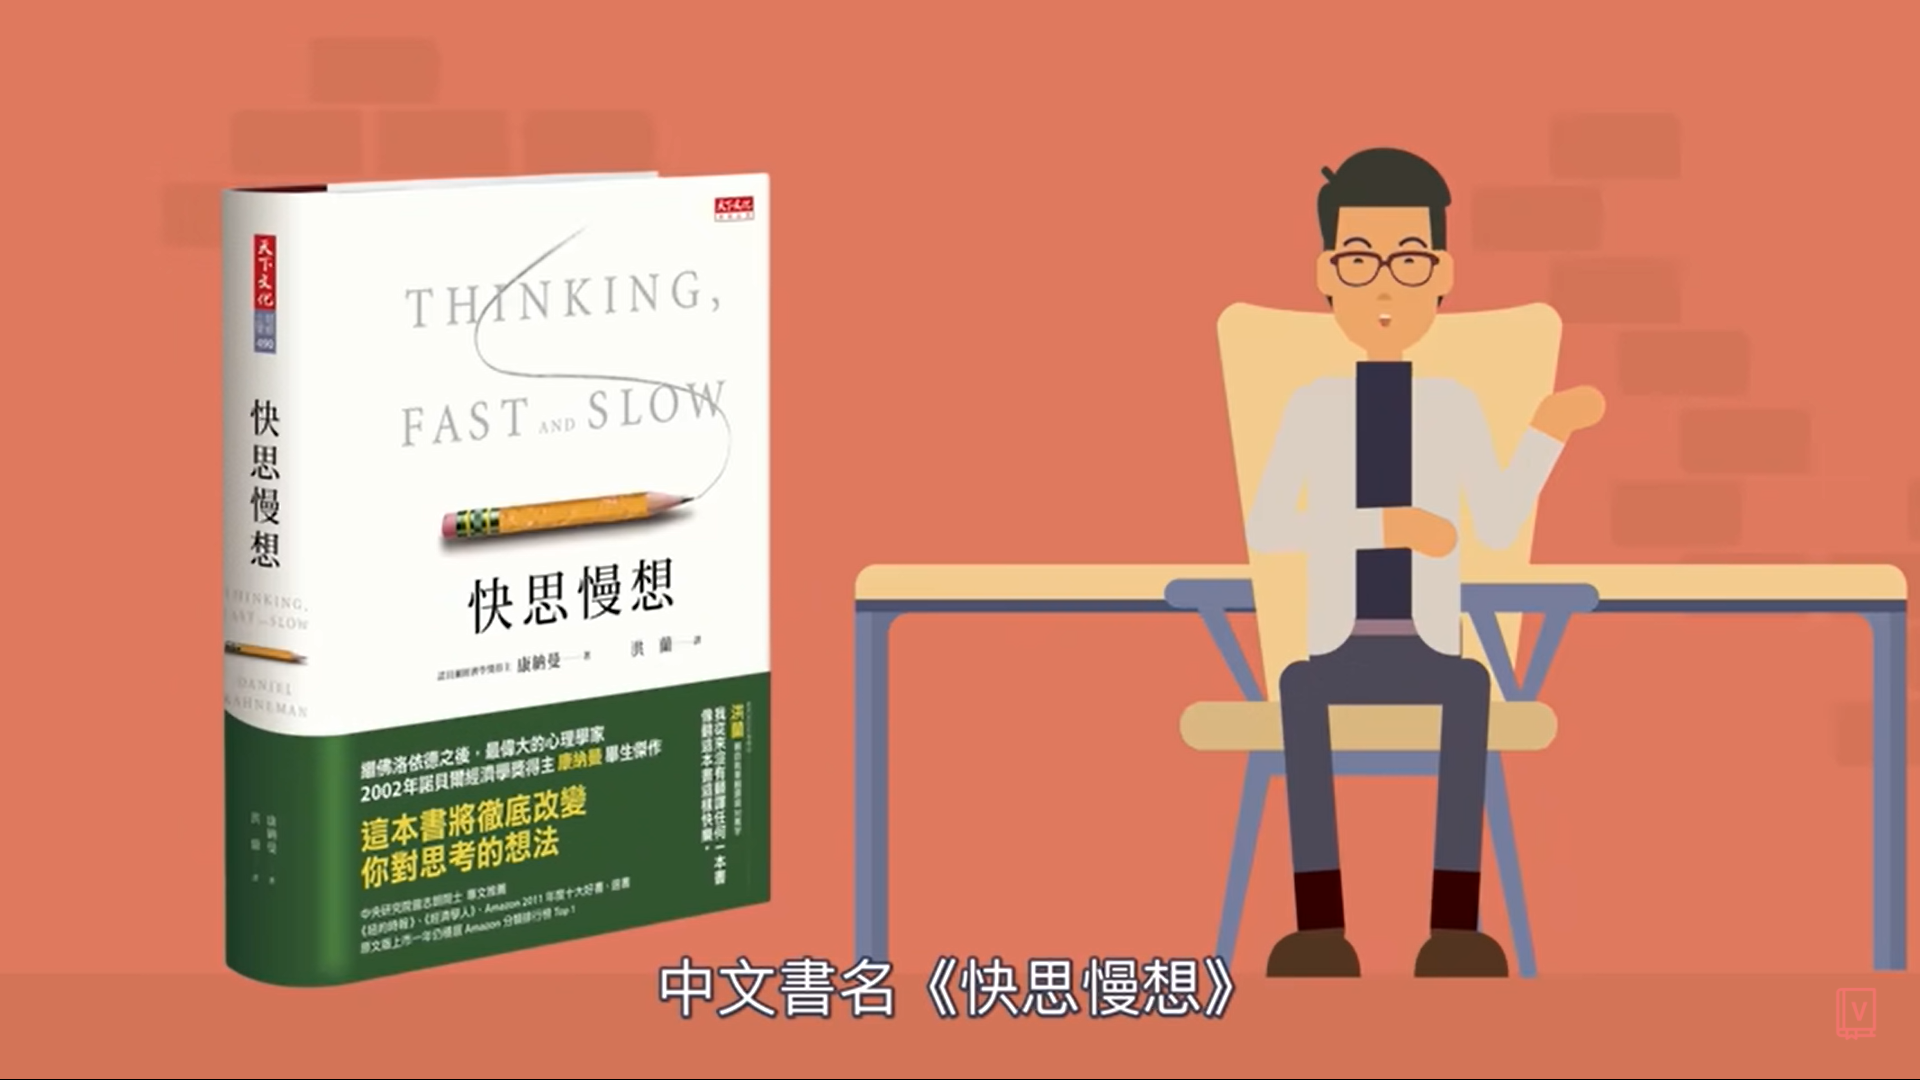 天下文化
快思慢想
THINKING,
FAST AND SLOW
DANIEL
KAHNEMAN
康納曼 著
洪蘭 譯
天下文化
THINKING,
FAST AND SLOW
快思慢想
諾貝爾經濟學獎得主 康納曼——著
洪 蘭——譯
繼佛洛依德之後,最偉大的心理學家
2002年諾貝爾經濟學獎得主 康納曼 畢生傑作
這本書將徹底改變
你對思考的想法
中央研究院曾志朗院士 專文推薦
《紐約時報》、《經濟學人》、Amazon 2011 年度十大好書、選書
原文版上市一年仍穩居 Amazon 分類排行榜 Top 1
洪蘭
我從來沒有翻譯任何一本書
像翻這本書這樣快樂。
中文書名《快思慢想》
V